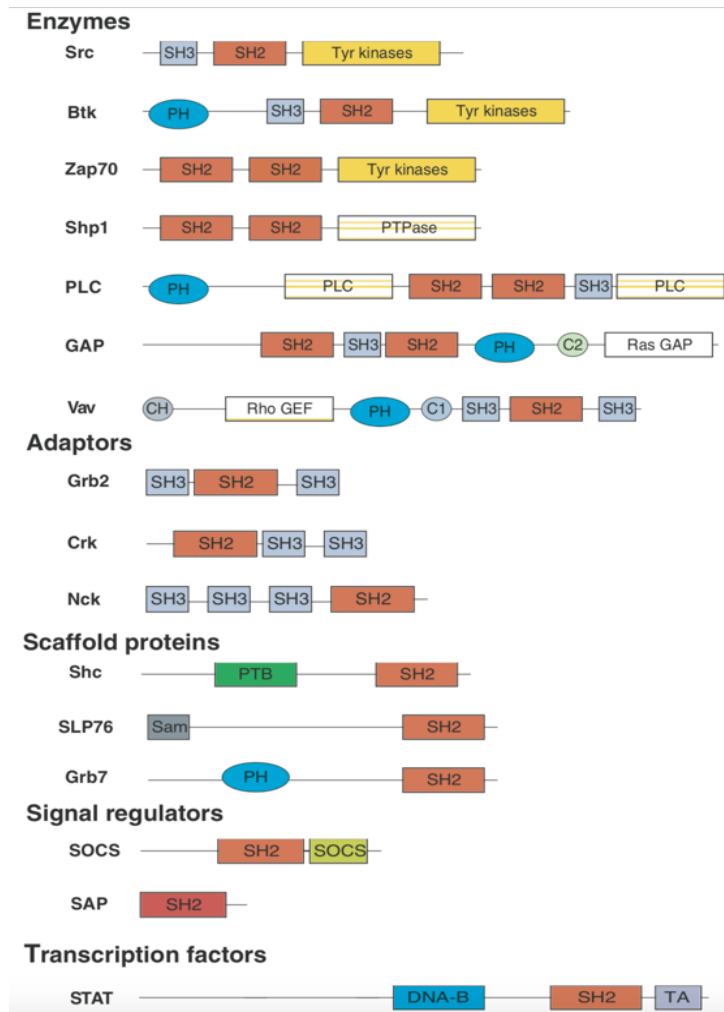 Enzymes
Src SH3 SH2 Tyr kinases
Btk PH SH3 SH2 Tyr kinases
Zap70 SH2 SH2 Tyr kinases
Shp1 SH2 SH2 PTPase
PLC PH PLC SH2 SH2 SH3 PLC
GAP SH2 SH3 SH2 PH C2 Ras GAP
Vav CH Rho GEF PH C1 SH3 SH2 SH3
Adaptors
Grb2 SH3 SH2 SH3
Crk SH2 SH3 SH3
Nck SH3 SH3 SH3 SH2
Scaffold proteins
Shc PTB SH2
SLP76 Sam SH2
Grb7 PH SH2
Signal regulators
SOCS SH2 SOCS
SAP SH2
Transcription factors
STAT DNA-B SH2 TA